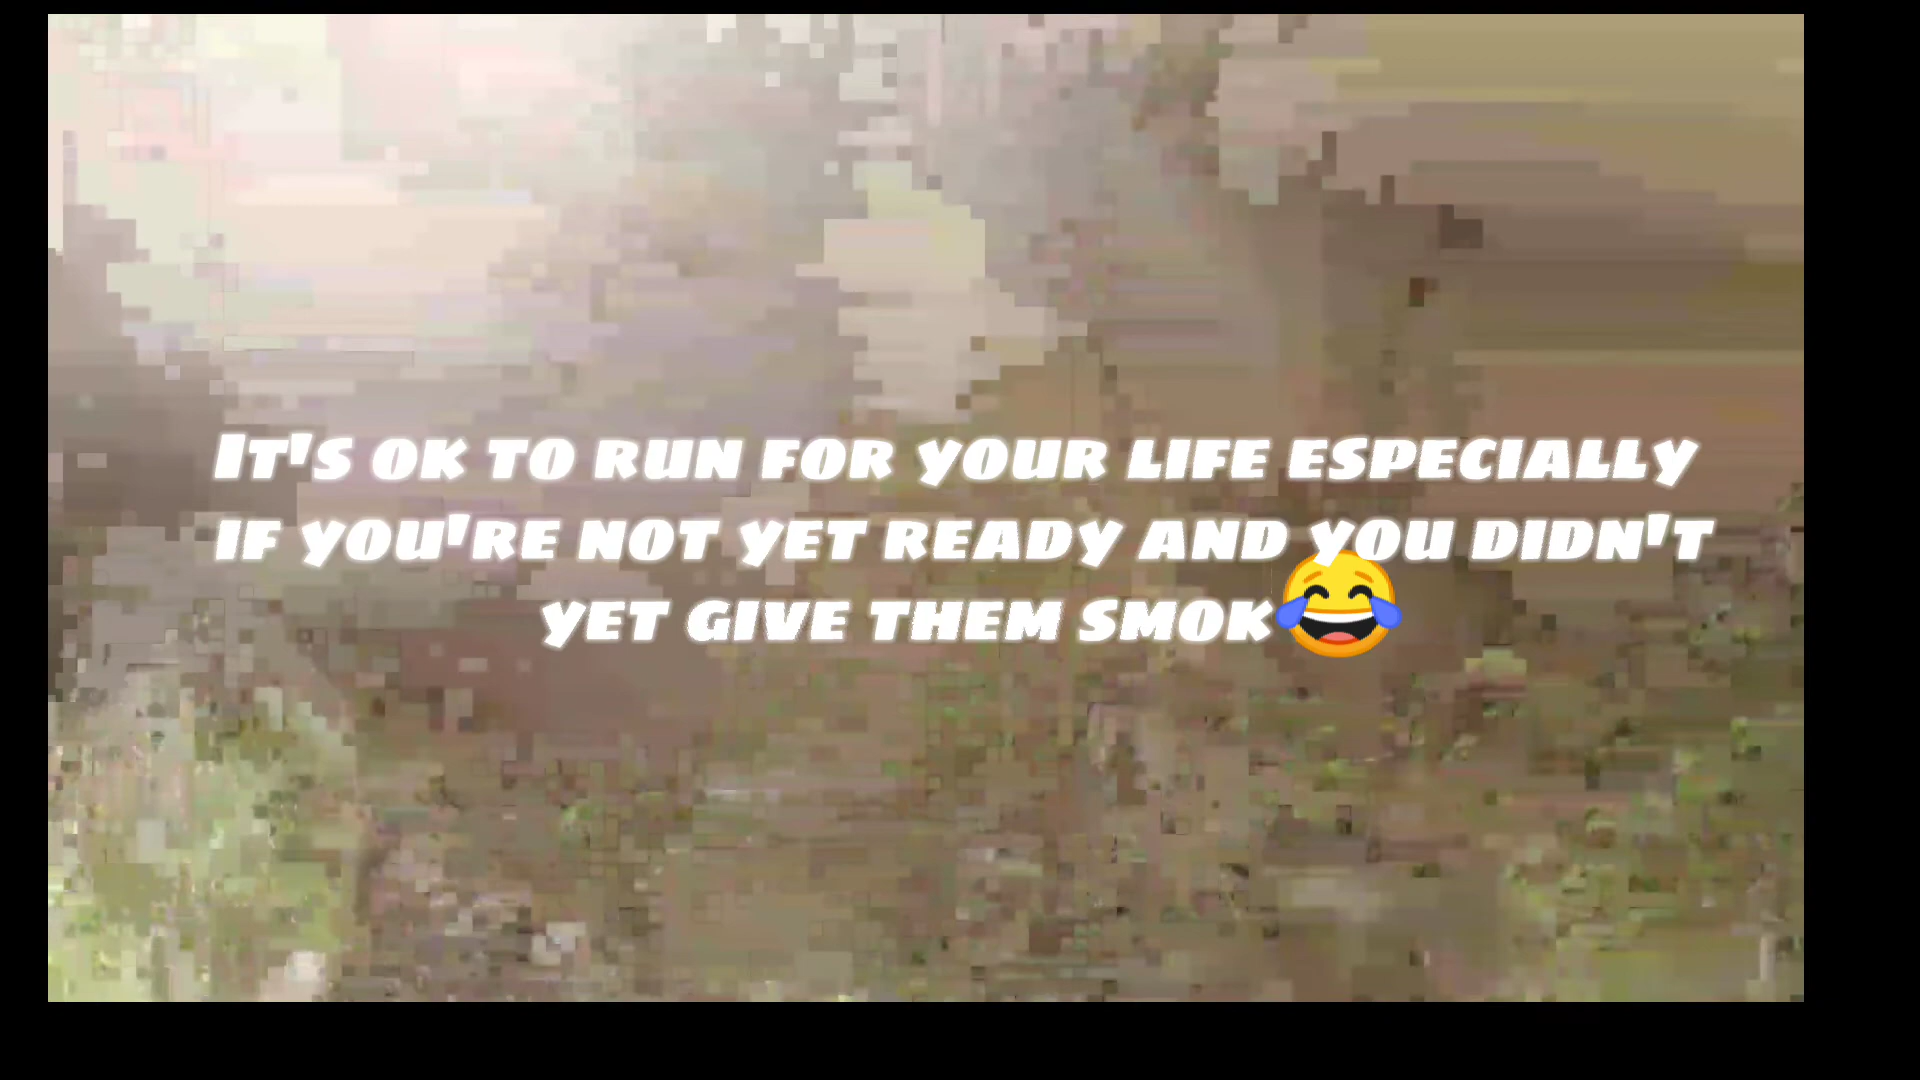 It's ok to run for your life especially
if you're not yet ready and you didn't
yet give them smok😂